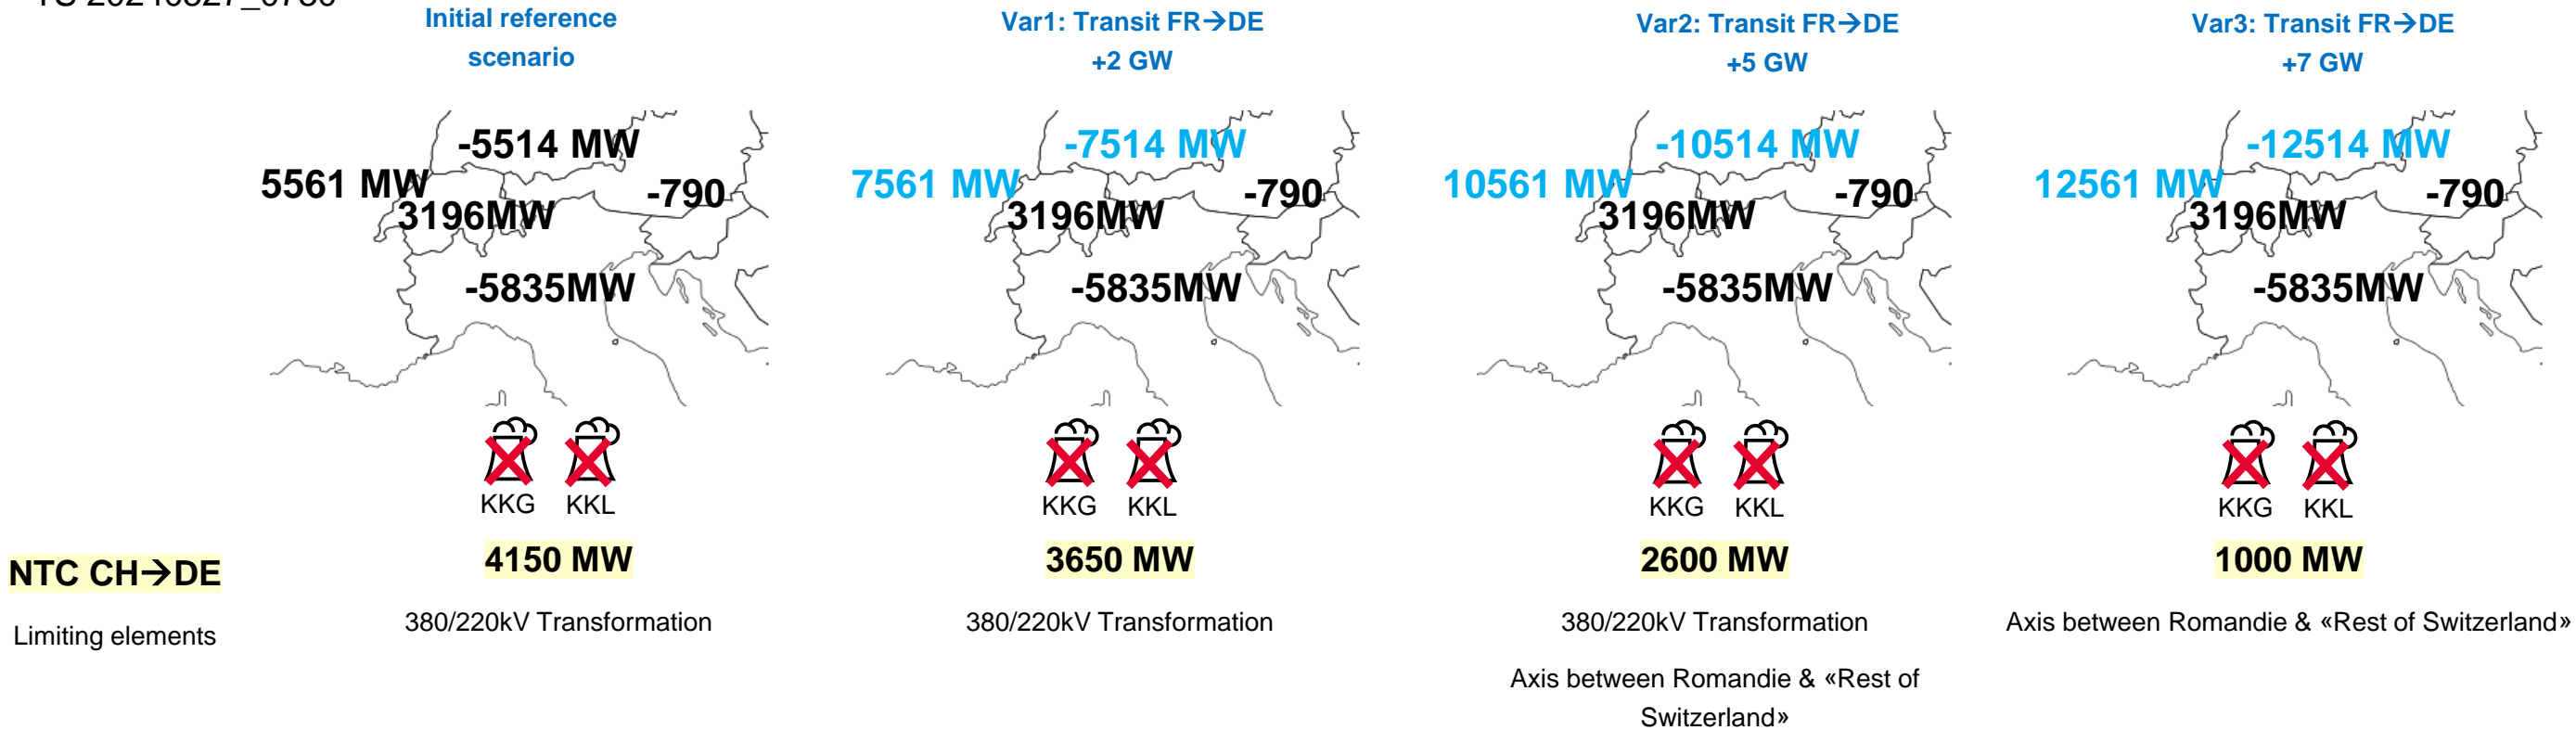 Initial reference
scenario
Var1: Transit FR→DE
+2 GW
Var2: Transit FR→DE
+5 GW
Var3: Transit FR→DE
+7 GW
-5514 MW
5561 MW
-790
3196MW
-5835MW
-7514 MW
7561 MW
-790
3196MW
-5835MW
-10514 MW
10561 MW
-790
3196MW
-5835MW
-12514 MW
12561 MW
-790
3196MW
-5835MW
KKG KKL
KKG KKL
KKG KKL
KKG KKL
NTC CH→DE
4150 MW
3650 MW
2600 MW
1000 MW
Limiting elements
380/220kV Transformation
380/220kV Transformation
380/220kV Transformation
Axis between Romandie & «Rest of
Switzerland»
Axis between Romandie & «Rest of Switzerland»